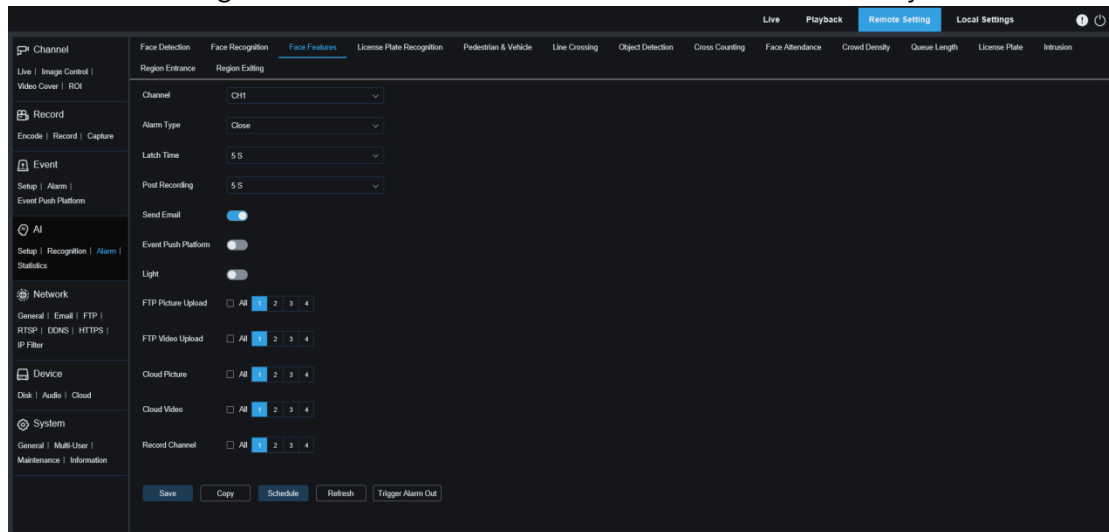 Live Playback Remote Setting Local Settings
Channel
Live | Image Control |
Video Cover | ROI
Record
Encode | Record | Capture
Event
Setup | Alarm |
Event Push Platform
AI
Setup | Recognition | Alarm |
Statistics
Network
General | Email | FTP |
RTSP | DDNS | HTTPS |
IP Filter
Device
Disk | Audio | Cloud
System
General | Multi-User |
Maintenance | Information
Face Detection Face Recognition Face Features License Plate Recognition Pedestrian & Vehicle Line Crossing Object Detection Cross Counting Face Attendance Crowd Density Queue Length License Plate Intrusion
Region Entrance Region Exiting
Channel CH1
Alarm Type Close
Latch Time 5 S
Post Recording 5 S
Send Email
Event Push Platform
Light
FTP Picture Upload All 1 2 3 4
FTP Video Upload All 1 2 3 4
Cloud Picture All 1 2 3 4
Cloud Video All 1 2 3 4
Record Channel All 1 2 3 4
Save Copy Schedule Refresh Trigger Alarm Out